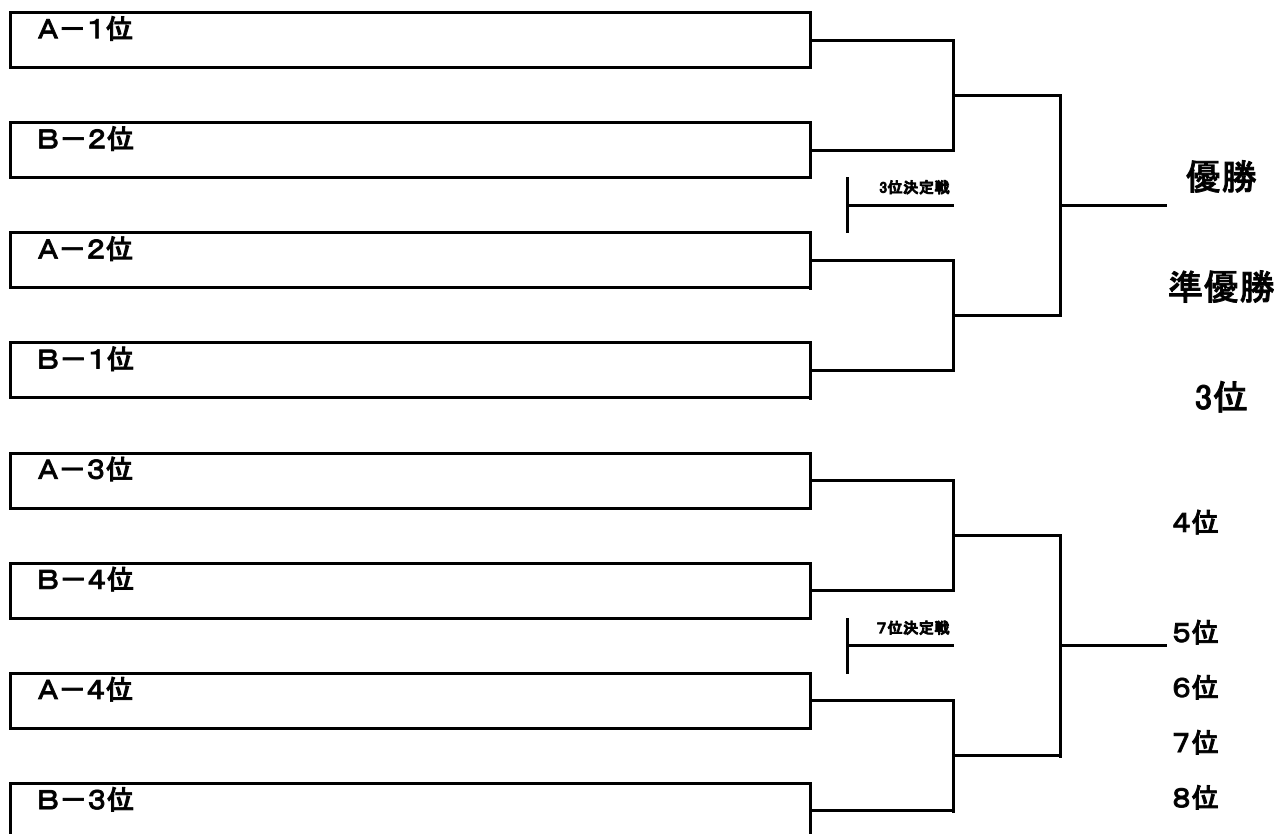 A－1位
B－2位
3位決定戦
優勝
A－2位
準優勝
B－1位
3位
A－3位
4位
B－4位
7位決定戦
5位
A－4位
6位
7位
B－3位
8位